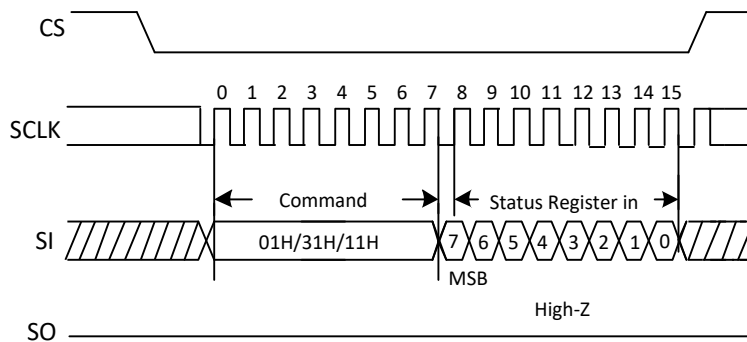 CS
0 1 2 3 4 5 6 7 8 9 10 11 12 13 14 15
SCLK
Command Status Register in
SI 01H/31H/11H 7 6 5 4 3 2 1 0
MSB
High-Z
SO